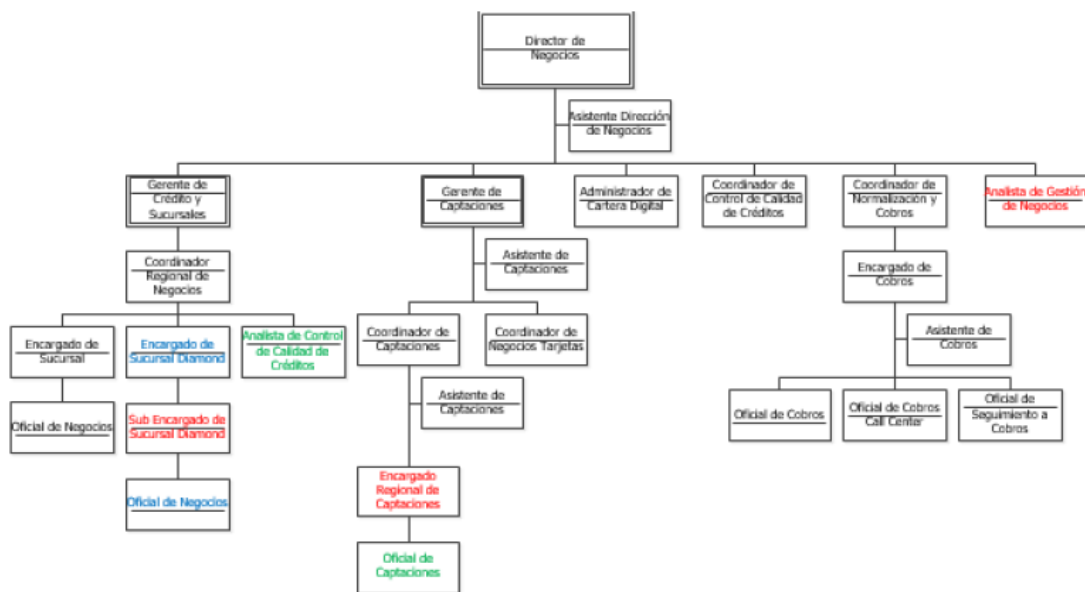 Director de
Negocios
Asistente Dirección
de Negocios
Gerente de
Crédito y
Sucursales
Gerente de
Captaciones
Administrador de
Cartera Digital
Coordinador de
Control de Calidad
de Créditos
Coordinador de
Normalización y
Cobros
Analista de Gestión
de Negocios
Coordinador
Regional de
Negocios
Asistente de
Captaciones
Encargado de
Cobros
Encargado de
Sucursal
Encargado de
Sucursal Diamond
Analista de Control
de Calidad de
Créditos
Coordinador de
Captaciones
Coordinador de
Negocios Tarjetas
Asistente de
Cobros
Oficial de Negocios
Sub Encargado de
Sucursal Diamond
Asistente de
Captaciones
Oficial de Cobros
Oficial de Cobros
Call Center
Oficial de
Seguimiento a
Cobros
Oficial de Negocios
Encargado
Regional de
Captaciones
Oficial de
Captaciones